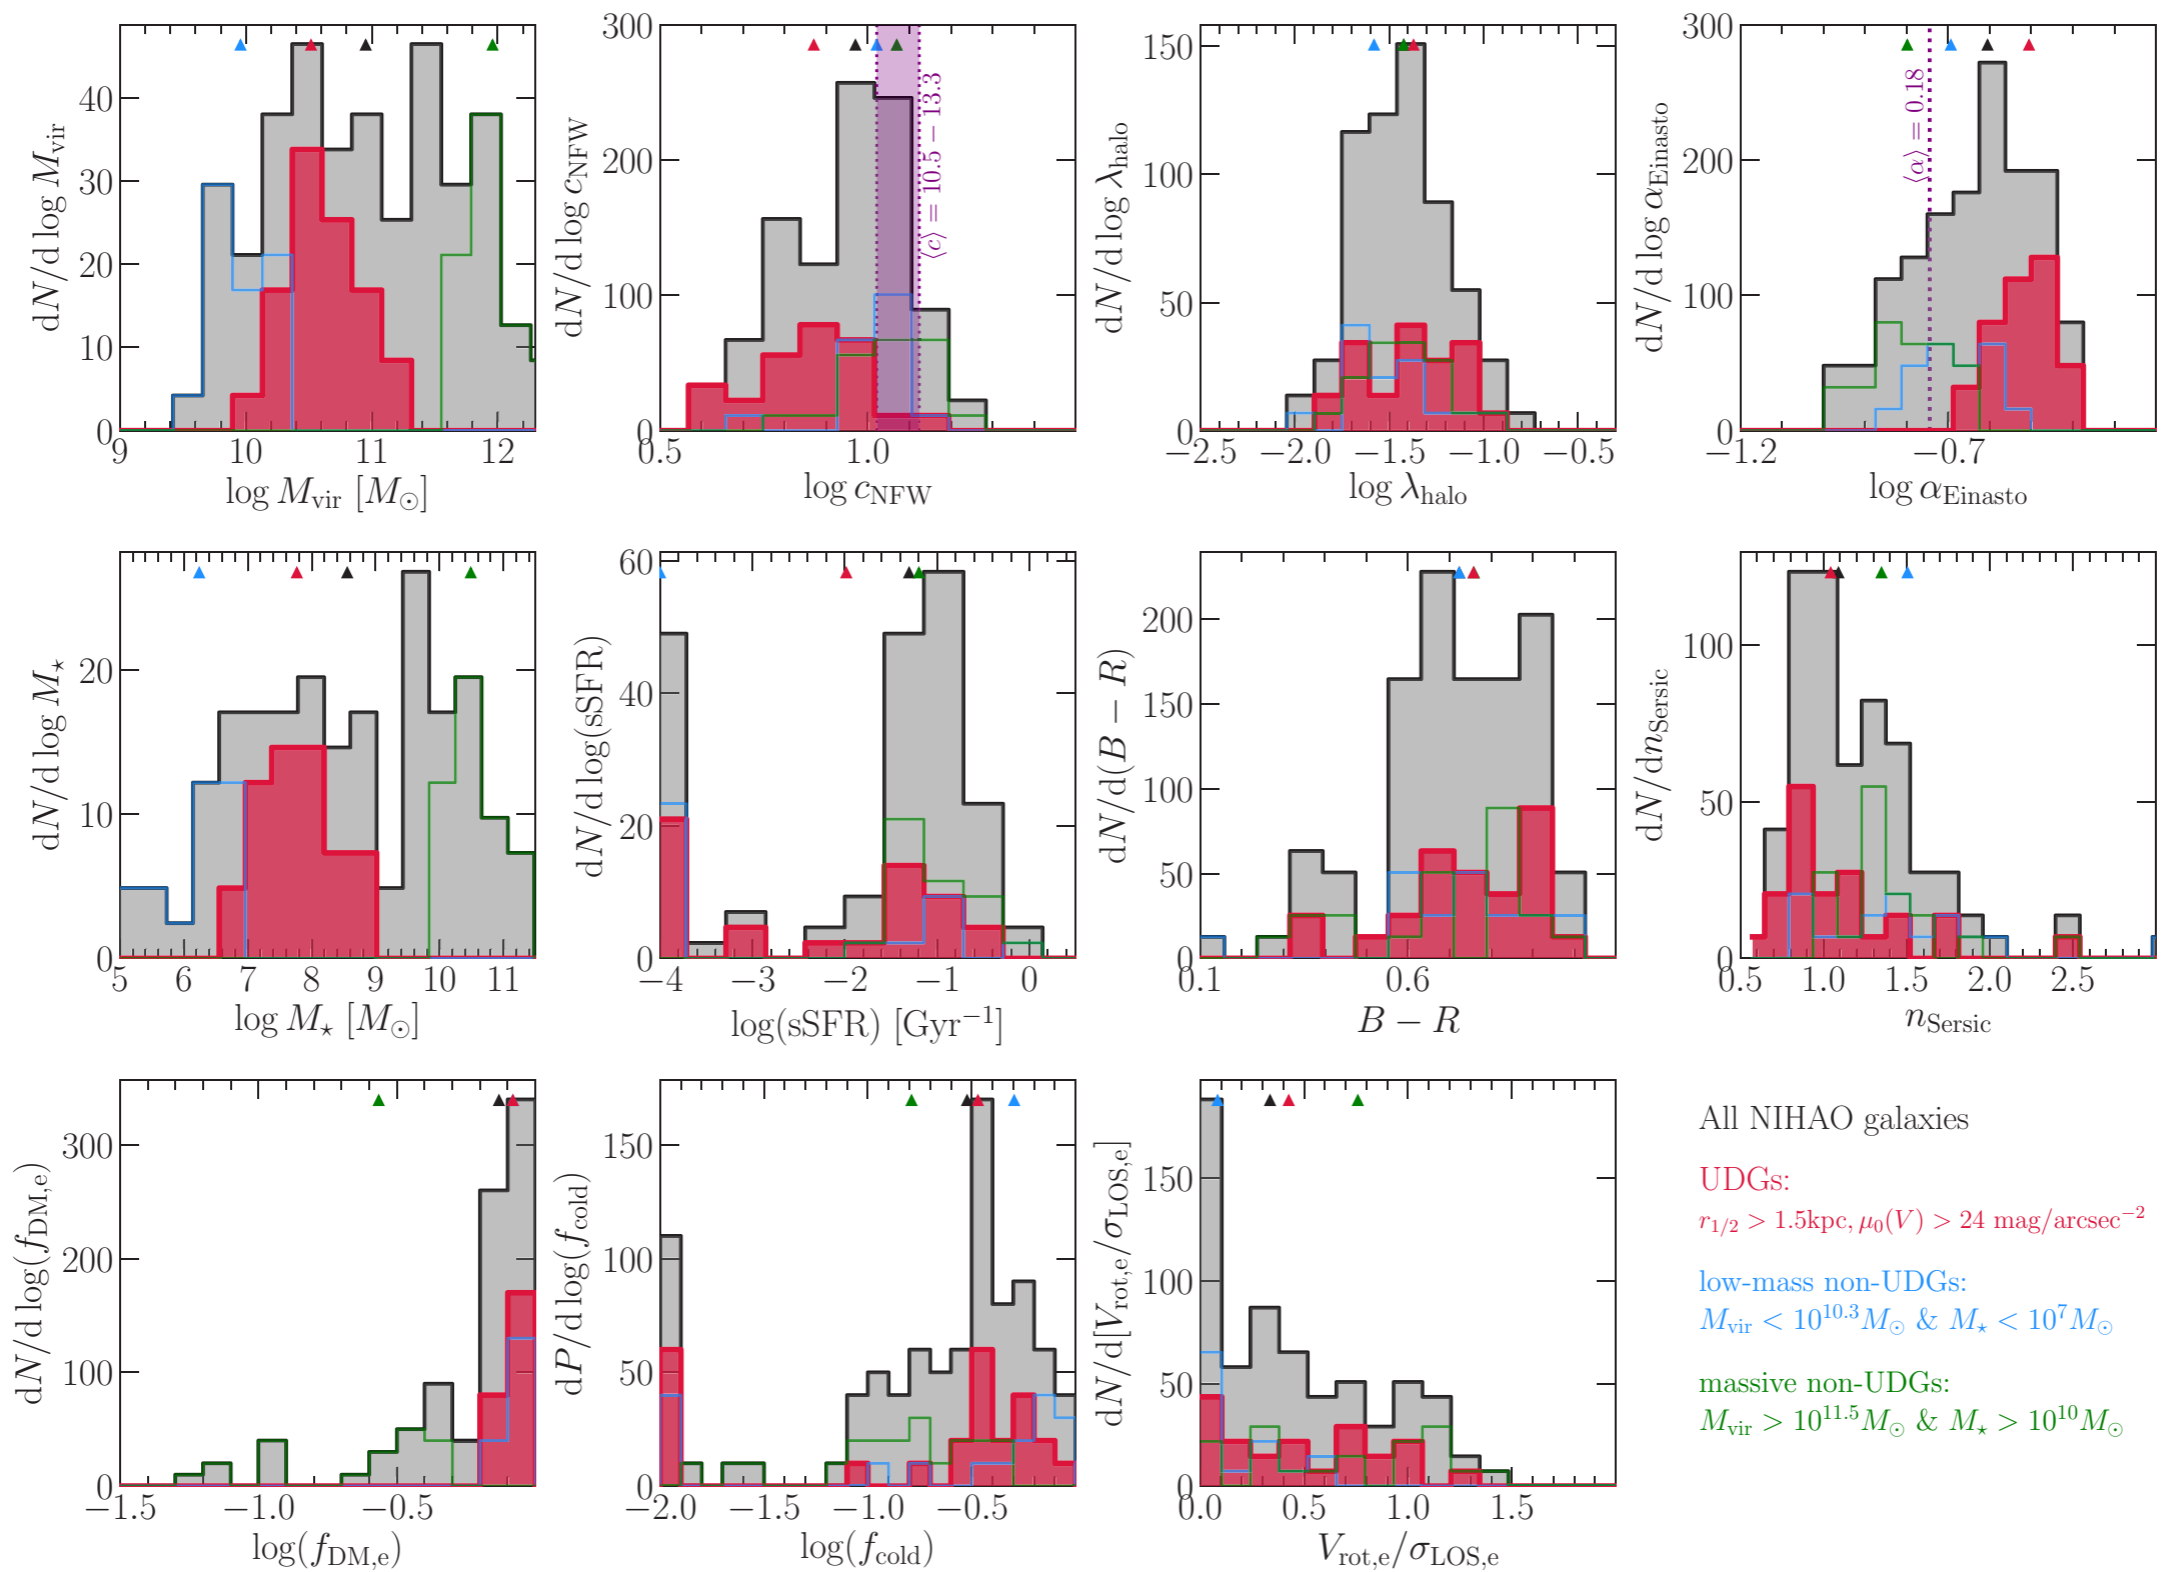 dN/d log M_vir
0 10 20 30 40
9 10 11 12
log M_vir [M_⊙]
dN/d log c_NFW
0 100 200 300
0.5 1.0
log c_NFW
⟨c⟩ = 10.5 − 13.3
dN/d log λ_halo
0 50 100 150
−2.5 −2.0 −1.5 −1.0 −0.5
log λ_halo
dN/d log α_Einasto
0 100 200 300
−1.2 −0.7
log α_Einasto
⟨α⟩ = 0.18
dN/d log M_⋆
0 10 20
5 6 7 8 9 10 11
log M_⋆ [M_⊙]
dN/d log(sSFR)
0 20 40 60
−4 −3 −2 −1 0
log(sSFR) [Gyr⁻¹]
dN/d(B − R)
0 50 100 150 200
0.1 0.6
B − R
dN/dn_Sersic
0 50 100
0.5 1.0 1.5 2.0 2.5
n_Sersic
dN/d log(f_DM,e)
0 100 200 300
−1.5 −1.0 −0.5
log(f_DM,e)
dP/d log(f_cold)
0 50 100 150
−2.0 −1.5 −1.0 −0.5
log(f_cold)
dN/d[V_rot,e/σ_LOS,e]
0 50 100 150
0.0 0.5 1.0 1.5
V_rot,e/σ_LOS,e
All NIHAO galaxies
UDGs:
r_1/2 > 1.5kpc, μ_0(V) > 24 mag/arcsec⁻²
low-mass non-UDGs:
M_vir < 10^10.3 M_⊙ & M_⋆ < 10^7 M_⊙
massive non-UDGs:
M_vir > 10^11.5 M_⊙ & M_⋆ > 10^10 M_⊙